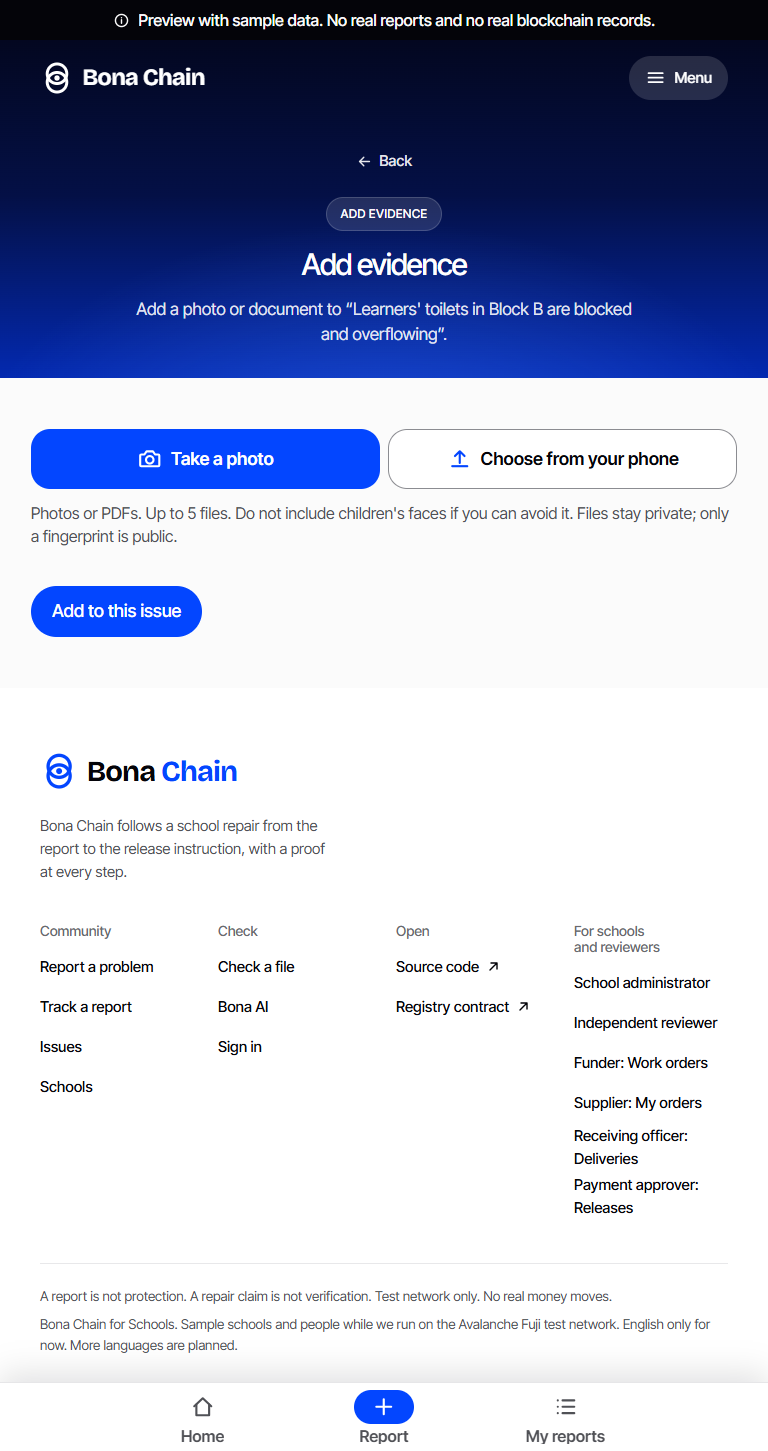 Preview with sample data. No real reports and no real blockchain records.
Bona Chain
Menu
Back
ADD EVIDENCE
Add evidence
Add a photo or document to “Learners' toilets in Block B are blocked
and overflowing”.
Take a photo
Choose from your phone
Photos or PDFs. Up to 5 files. Do not include children's faces if you can avoid it. Files stay private; only
a fingerprint is public.
Add to this issue
Bona Chain
Bona Chain follows a school repair from the
report to the release instruction, with a proof
at every step.
Community
Report a problem
Track a report
Issues
Schools
Check
Check a file
Bona AI
Sign in
Open
Source code
Registry contract
For schools
and reviewers
School administrator
Independent reviewer
Funder: Work orders
Supplier: My orders
Receiving officer:
Deliveries
Payment approver:
Releases
A report is not protection. A repair claim is not verification. Test network only. No real money moves.
Bona Chain for Schools. Sample schools and people while we run on the Avalanche Fuji test network. English only for
now. More languages are planned.
Home
Report
My reports